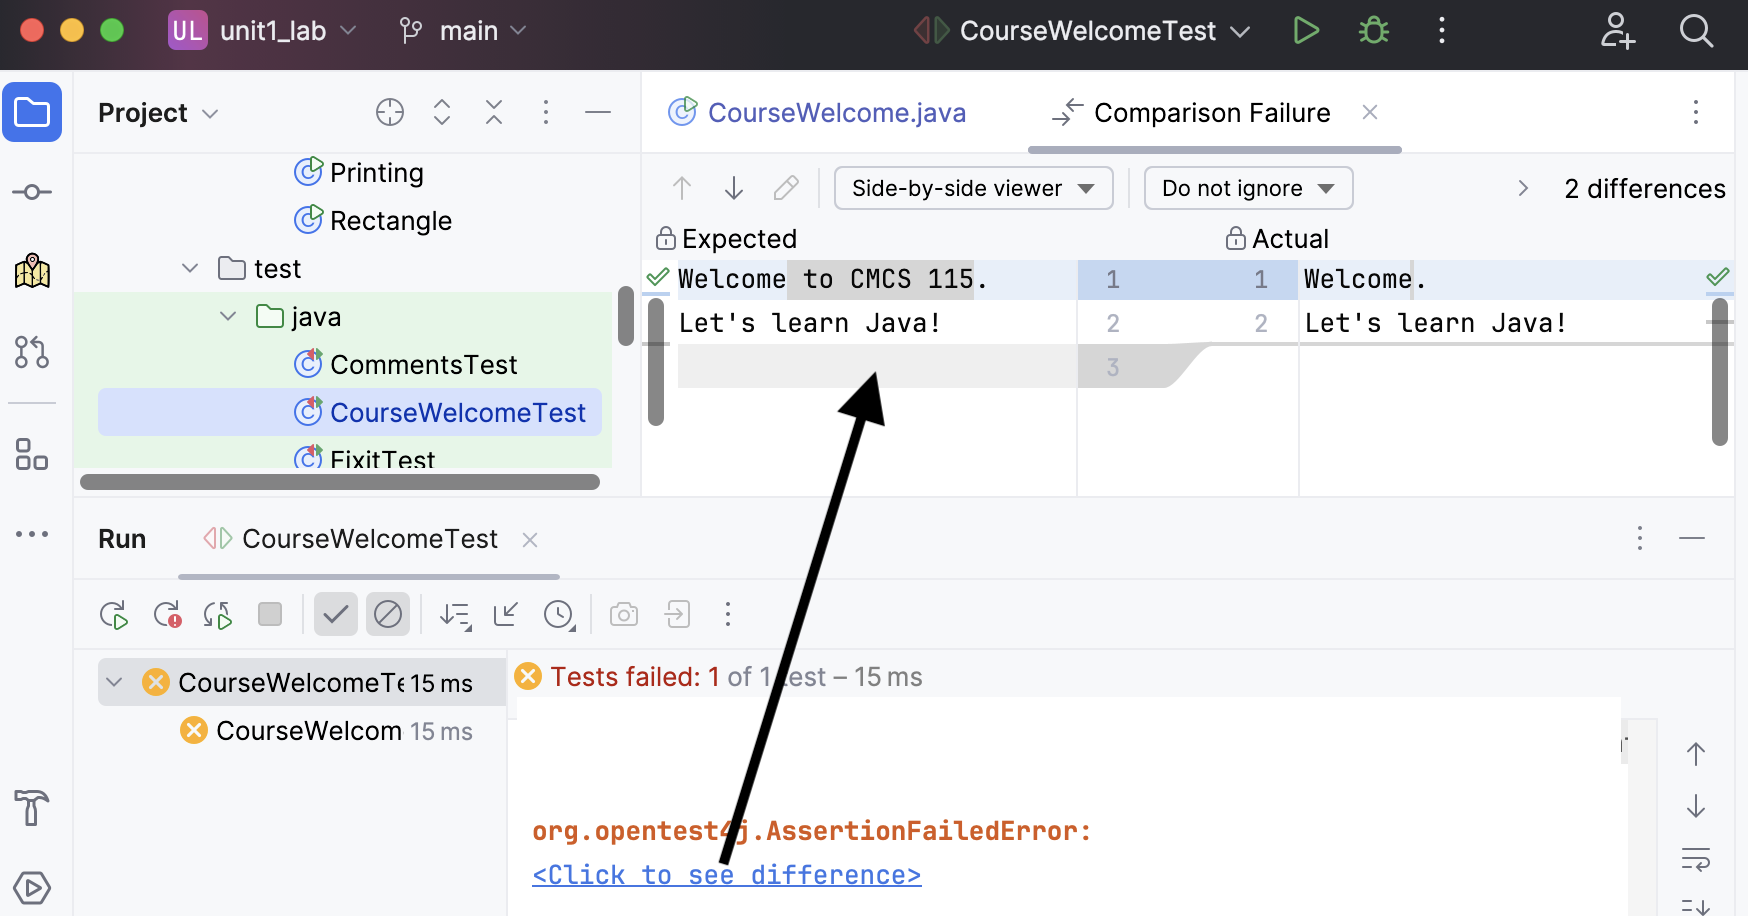 UL unit1_lab main CourseWelcomeTest
Project
CourseWelcome.java Comparison Failure
Printing
Rectangle
test
java
CommentsTest
CourseWelcomeTest
FixitTest
Side-by-side viewer Do not ignore 2 differences
Expected Actual
Welcome to CMCS 115. 1 1 Welcome.
Let's learn Java! 2 2 Let's learn Java!
3
Run CourseWelcomeTest
CourseWelcomeTe 15 ms
CourseWelcom 15 ms
Tests failed: 1 of 1 test – 15 ms
org.opentest4j.AssertionFailedError:
<Click to see difference>